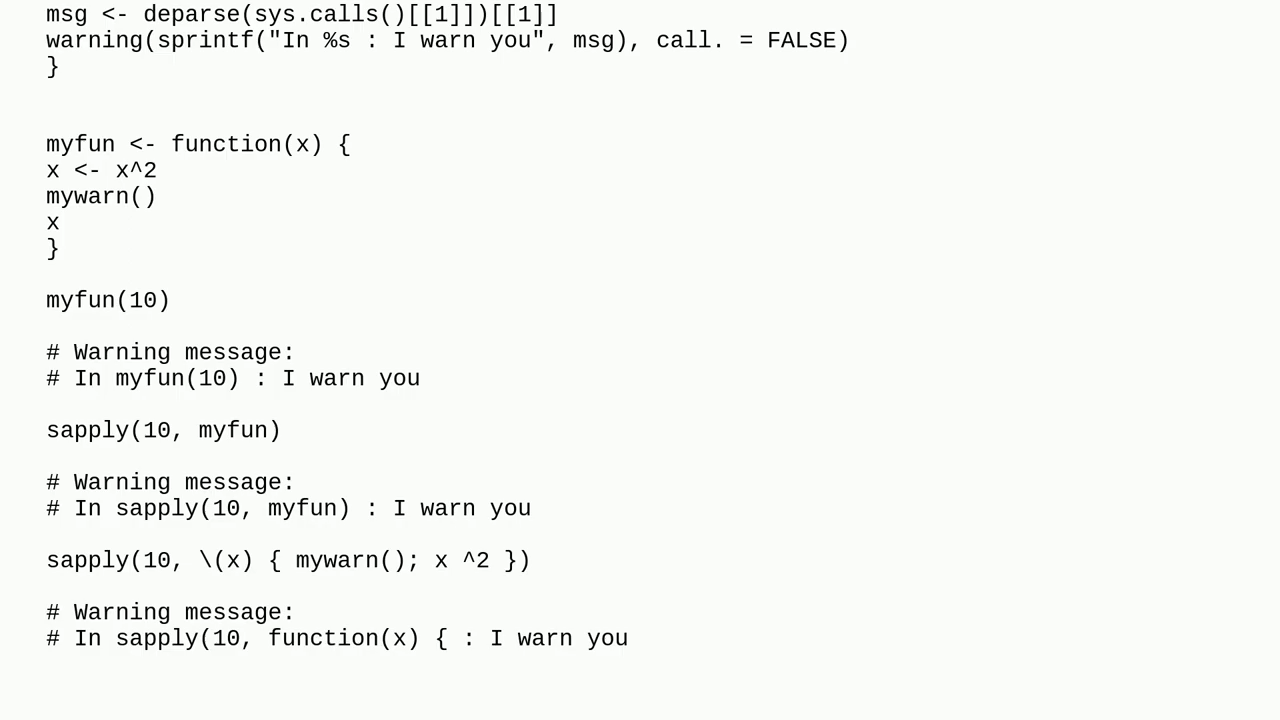 msg <- deparse(sys.calls()[[1]])[[1]]
warning(sprintf("In %s : I warn you", msg), call. = FALSE)
}
myfun <- function(x) {
x <- x^2
mywarn()
x
}
myfun(10)
# Warning message:
# In myfun(10) : I warn you
sapply(10, myfun)
# Warning message:
# In sapply(10, myfun) : I warn you
sapply(10, \(x) { mywarn(); x ^2 })
# Warning message:
# In sapply(10, function(x) { : I warn you